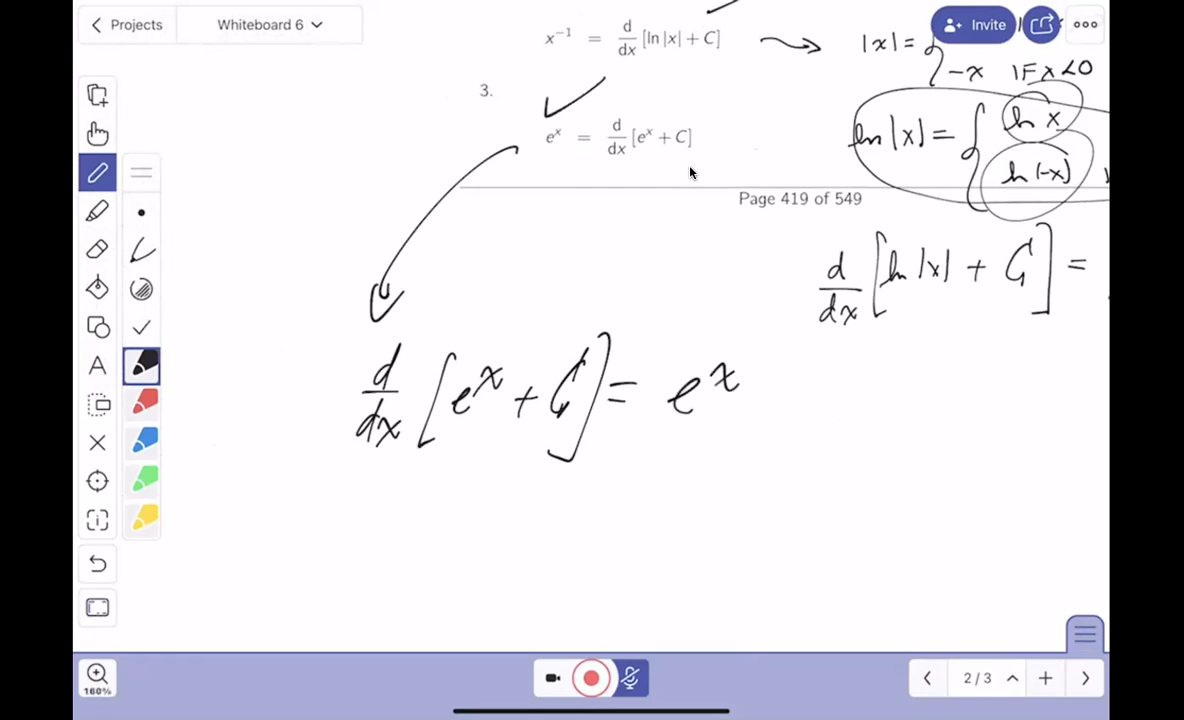 Projects
Whiteboard 6
Invite
x⁻¹ = d/dx [ln |x| + C]
|x| =
-x IF x<0
3.
eˣ = d/dx [eˣ + C]
ln |x| = { ln x
ln (-x)
Page 419 of 549
d/dx [ln |x| + C] =
d/dx [eˣ + C] = eˣ
A
160%
2 / 3